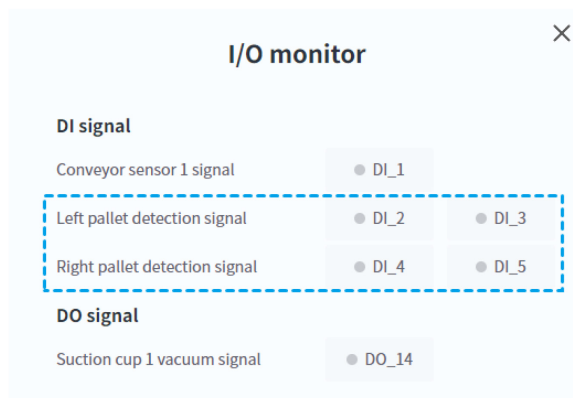 I/O monitor
DI signal
Conveyor sensor 1 signal DI_1
Left pallet detection signal DI_2 DI_3
Right pallet detection signal DI_4 DI_5
DO signal
Suction cup 1 vacuum signal DO_14